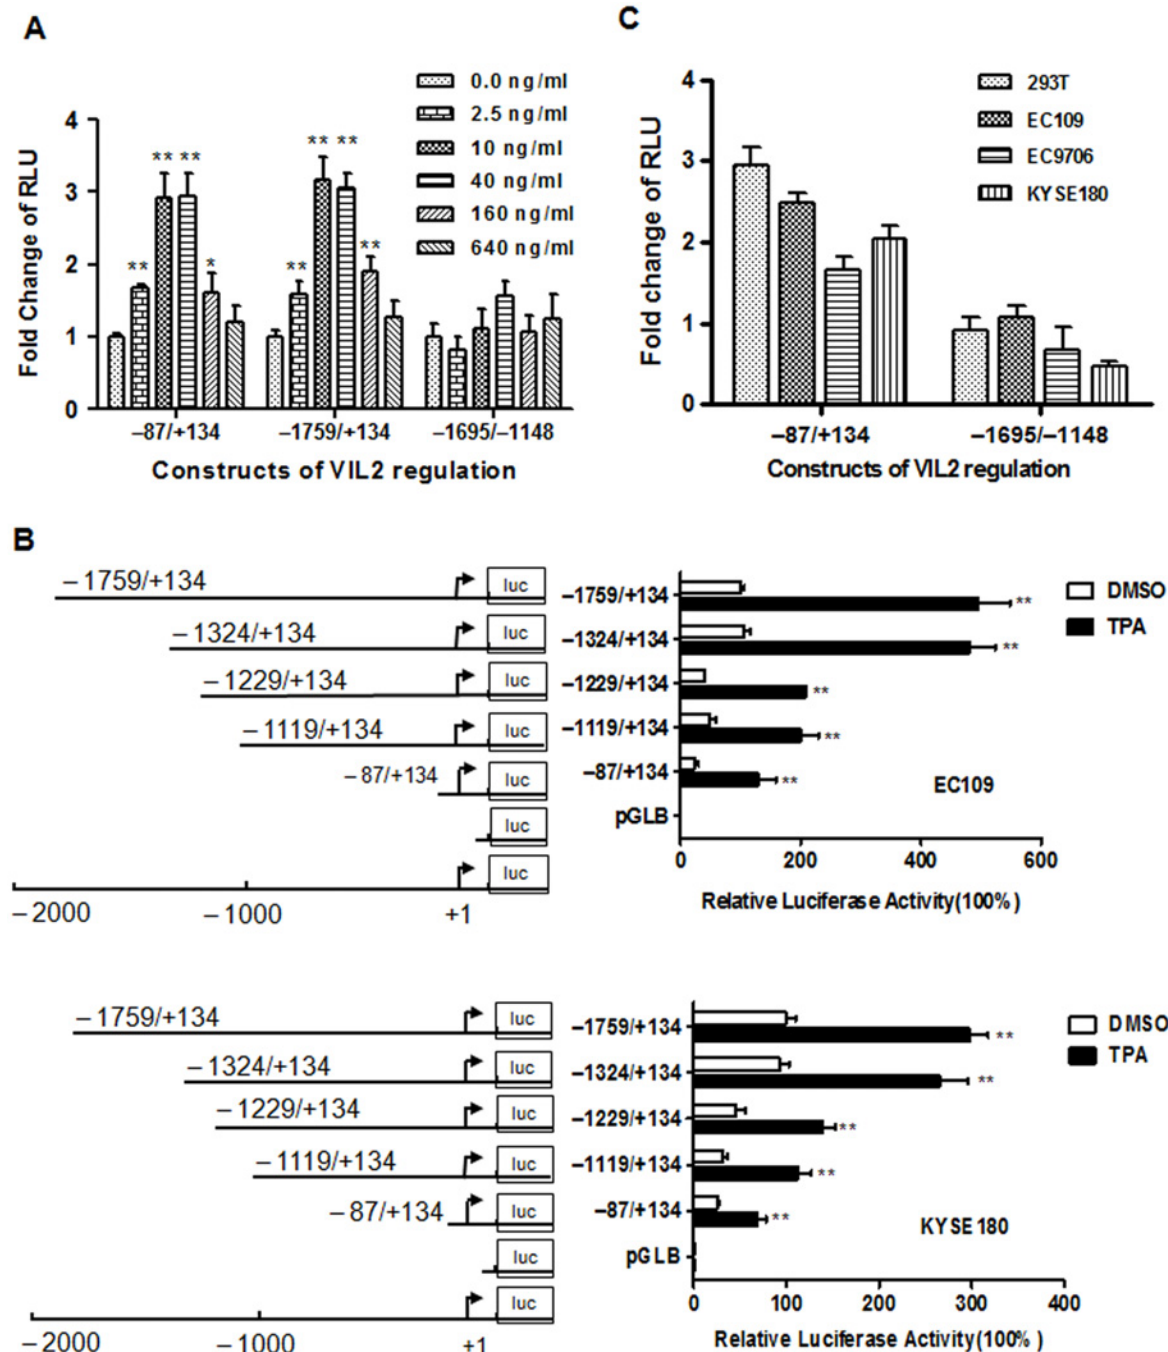 A
0.0 ng/ml
2.5 ng/ml
10 ng/ml
40 ng/ml
160 ng/ml
640 ng/ml
Fold Change of RLU
4
3
2
1
0
** ** ** *
** ** ** **
–87/+134
–1759/+134
–1695/–1148
Constructs of VIL2 regulation
C
293T
EC109
EC9706
KYSE180
Fold change of RLU
4
3
2
1
0
–87/+134
–1695/–1148
Constructs of VIL2 regulation
B
–1759/+134
luc
–1324/+134
luc
–1229/+134
luc
–1119/+134
luc
–87/+134
luc
luc
luc
–2000
–1000
+1
–1759/+134
**
–1324/+134
**
–1229/+134
**
–1119/+134
**
–87/+134
**
pGLB
DMSO
TPA
EC109
0 200 400 600
Relative Luciferase Activity(100% )
–1759/+134
luc
–1324/+134
luc
–1229/+134
luc
–1119/+134
luc
–87/+134
luc
luc
luc
–2000
–1000
+1
–1759/+134
**
–1324/+134
**
–1229/+134
**
–1119/+134
**
–87/+134
**
pGLB
DMSO
TPA
KYSE180
0 100 200 300 400
Relative Luciferase Activity(100% )